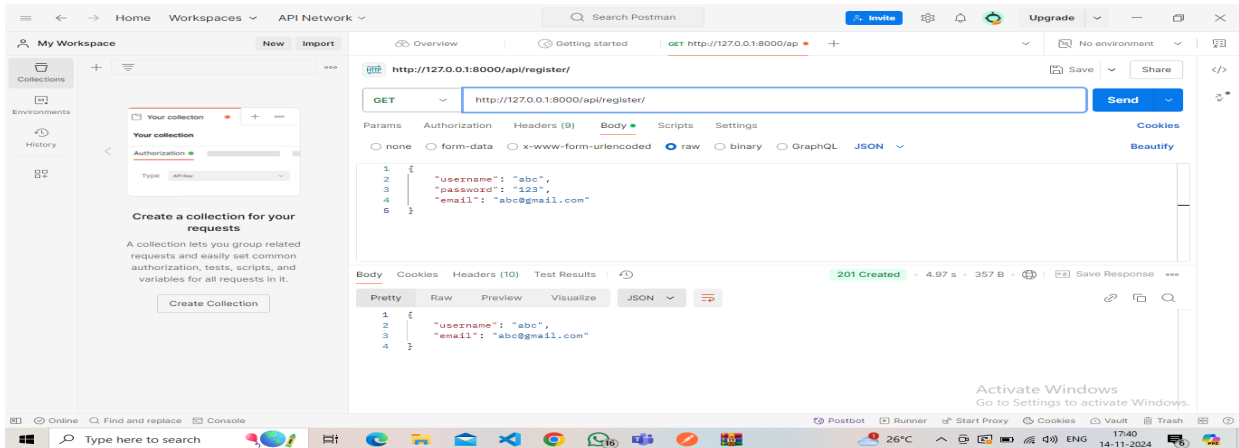 Home Workspaces API Network Search Postman Invite Upgrade
My Workspace New Import Overview Getting started GET http://127.0.0.1:8000/ap + No environment
Collections
Environments
History
Your collecton
Your collection
Authorization
Type API Key
Create a collection for your
requests
A collection lets you group related
requests and easily set common
authorization, tests, scripts, and
variables for all requests in it.
Create Collection
HTTP http://127.0.0.1:8000/api/register/ Save Share
GET http://127.0.0.1:8000/api/register/ Send
Params Authorization Headers (9) Body Scripts Settings Cookies
none form-data x-www-form-urlencoded raw binary GraphQL JSON Beautify
1 {
2 "username": "abc",
3 "password": "123",
4 "email": "abc@gmail.com"
5 }
Body Cookies Headers (10) Test Results 201 Created 4.97 s 357 B Save Response
Pretty Raw Preview Visualize JSON
1 {
2 "username": "abc",
3 "email": "abc@gmail.com"
4 }
Activate Windows
Go to Settings to activate Windows.
Online Find and replace Console Postbot Runner Start Proxy Cookies Vault Trash
Type here to search 16 26°C ENG 17:40
14-11-2024 6